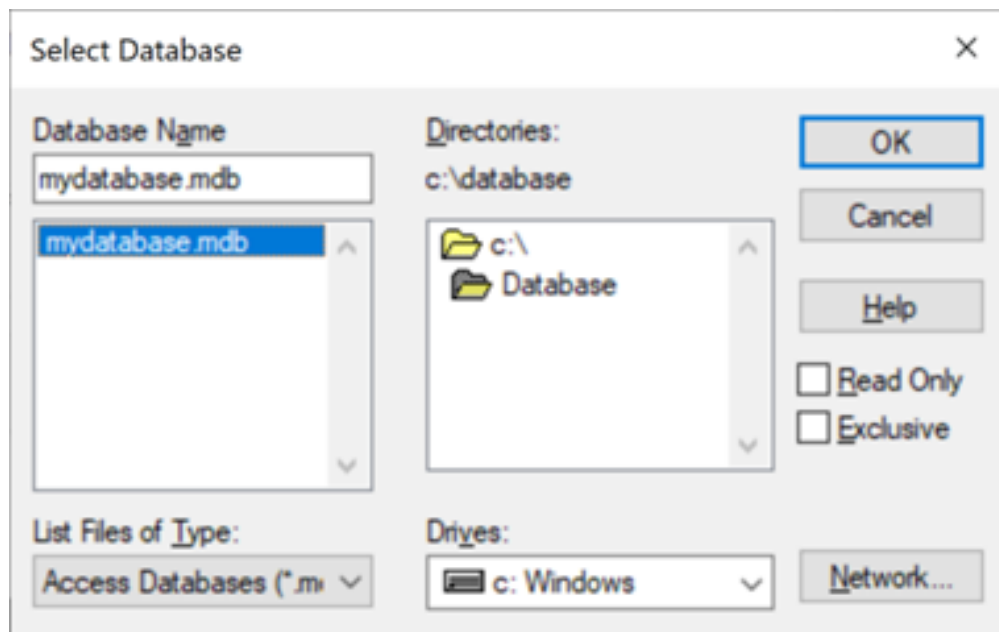 Select Database
Database Name
mydatabase.mdb
mydatabase.mdb
List Files of Type:
Access Databases (*.m
Directories:
c:\database
c:\
Database
Drives:
c: Windows
OK
Cancel
Help
Read Only
Exclusive
Network...